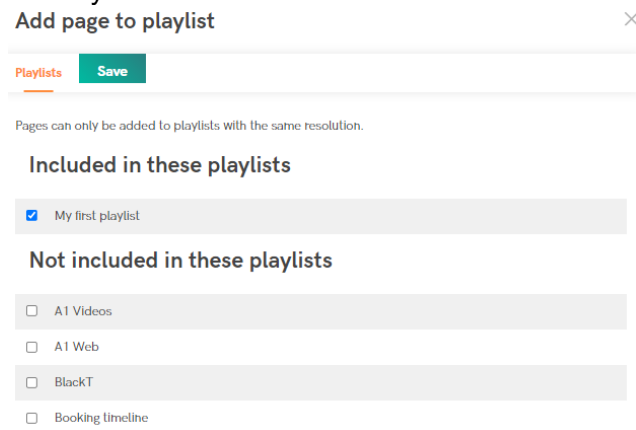 Add page to playlist
Playlists Save
Pages can only be added to playlists with the same resolution.
Included in these playlists
My first playlist
Not included in these playlists
A1 Videos
A1 Web
BlackT
Booking timeline